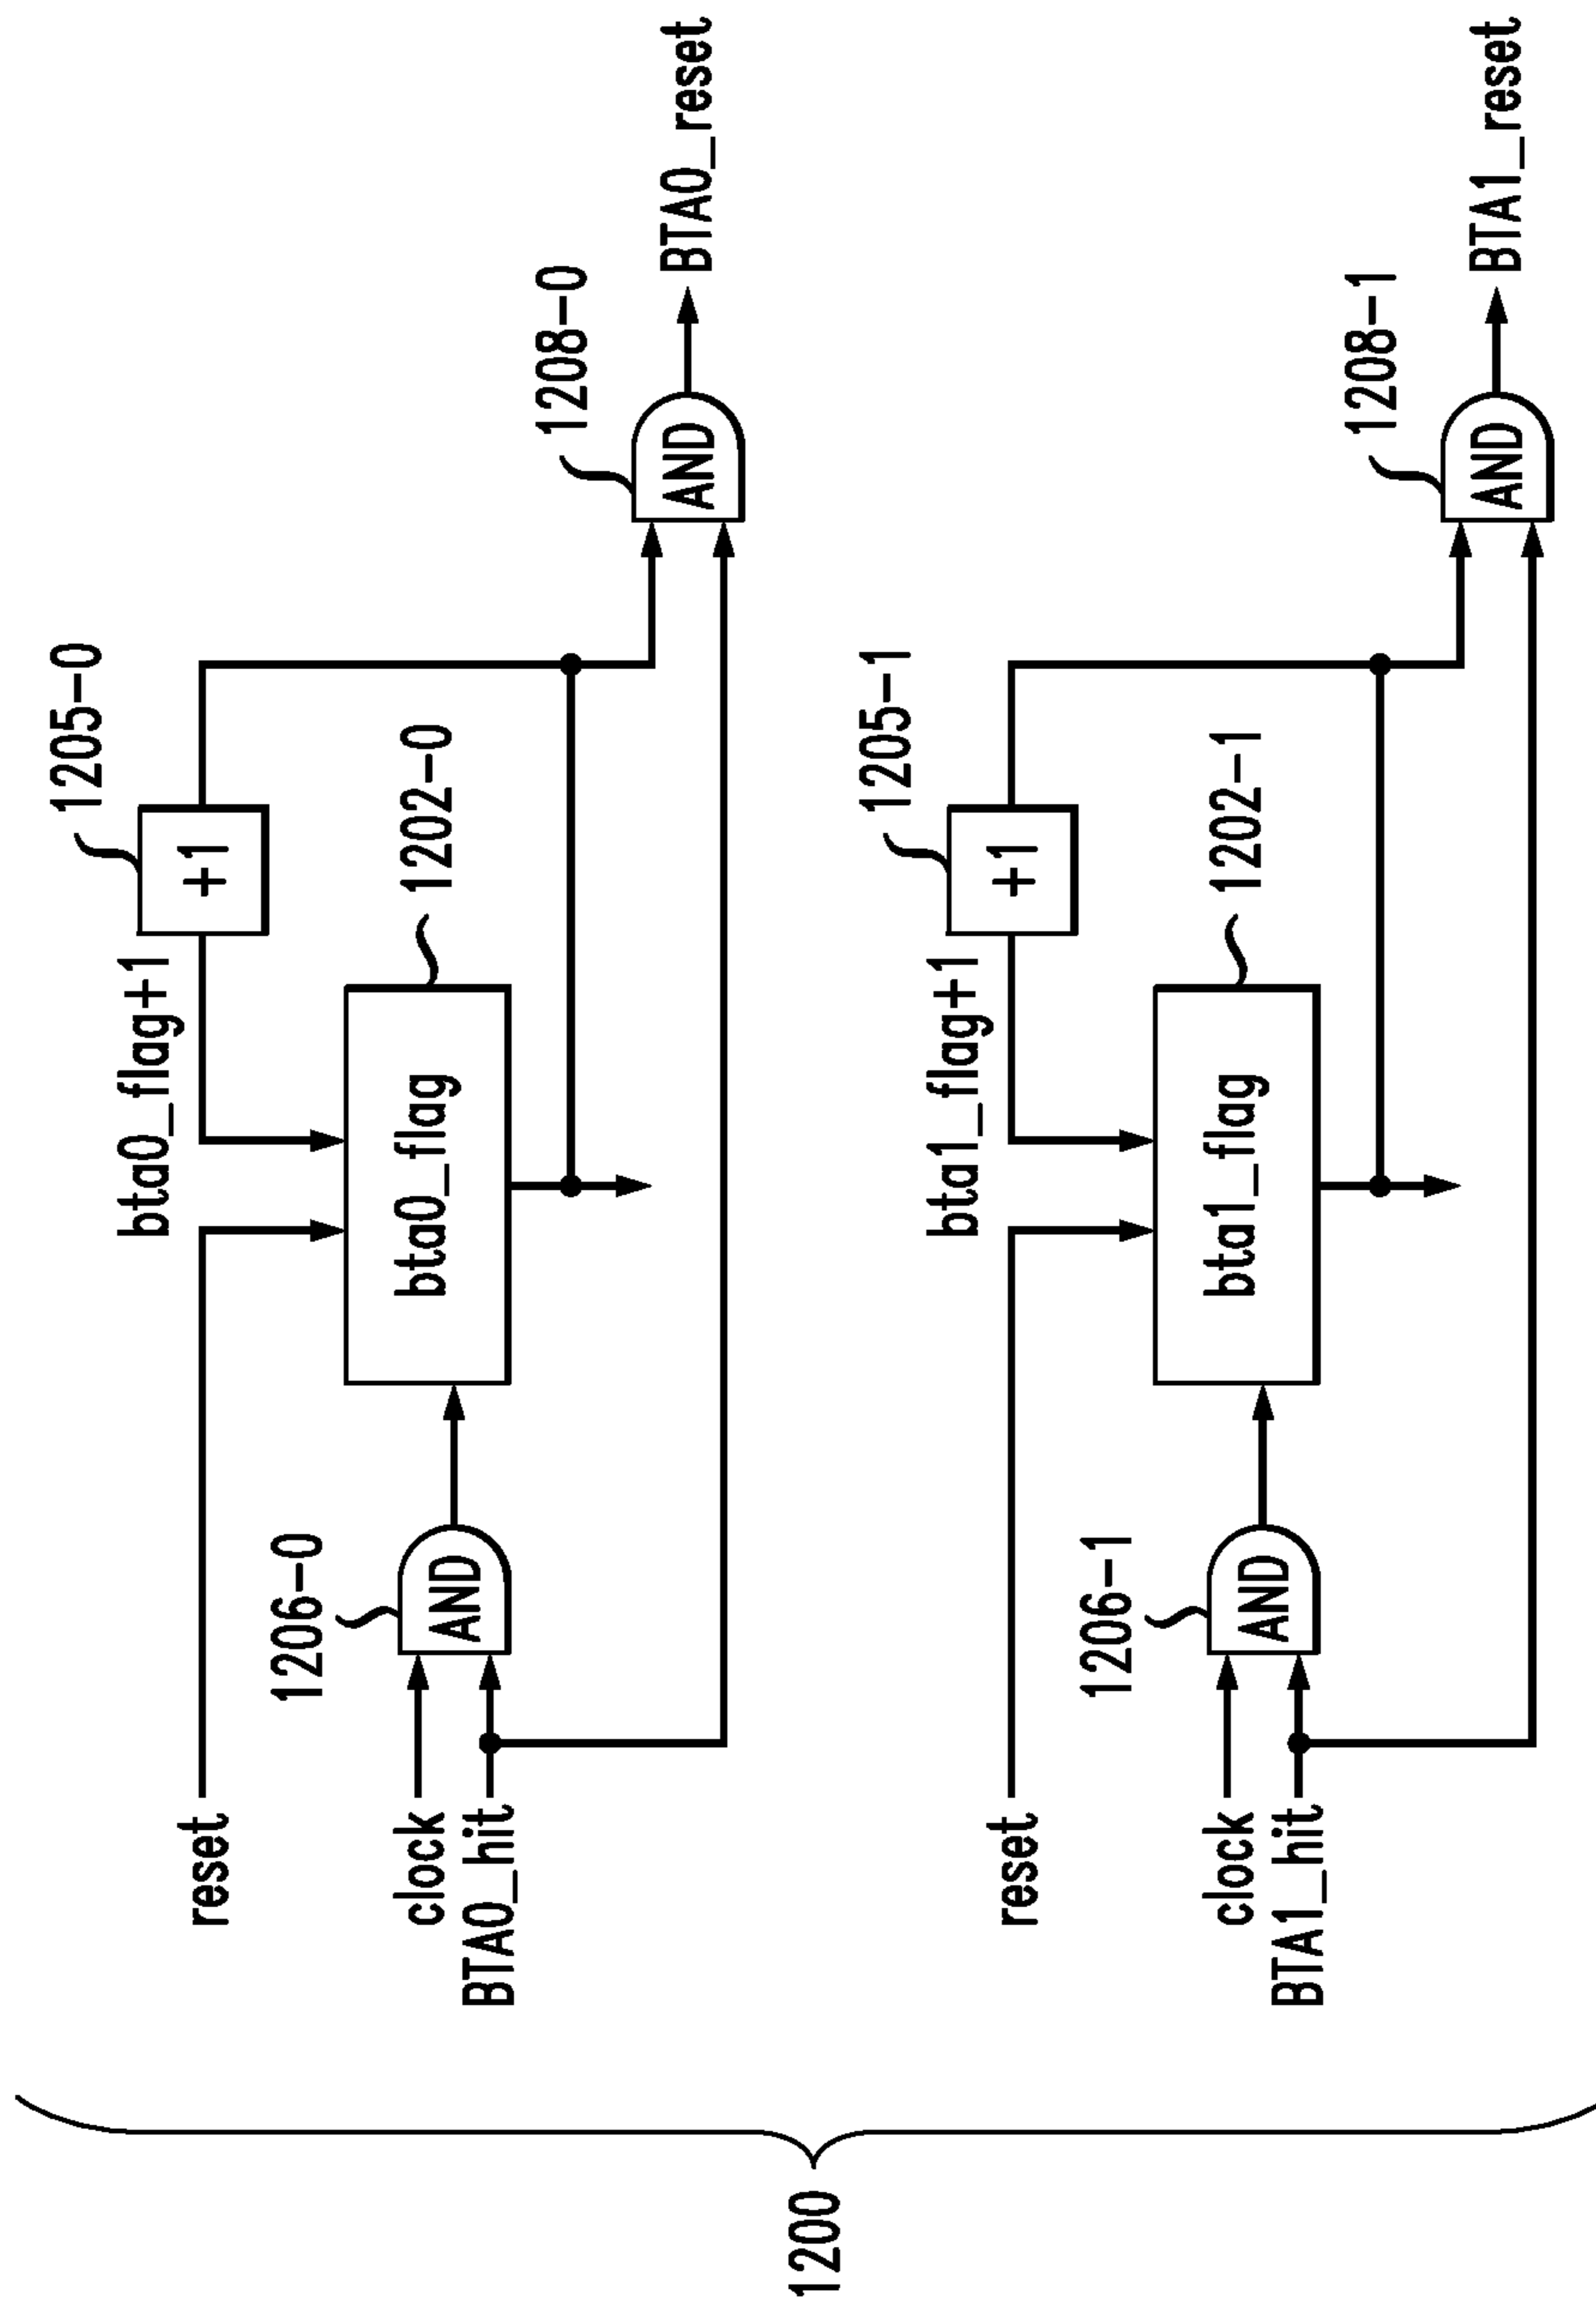 1200
1205-0
bta0_flag+1
+1
reset
1202-0
bta0_flag
1206-0
clock
AND
BTA0_hit
1208-0
AND
BTA0_reset
1205-1
bta1_flag+1
+1
reset
1202-1
bta1_flag
1206-1
clock
AND
BTA1_hit
1208-1
AND
BTA1_reset